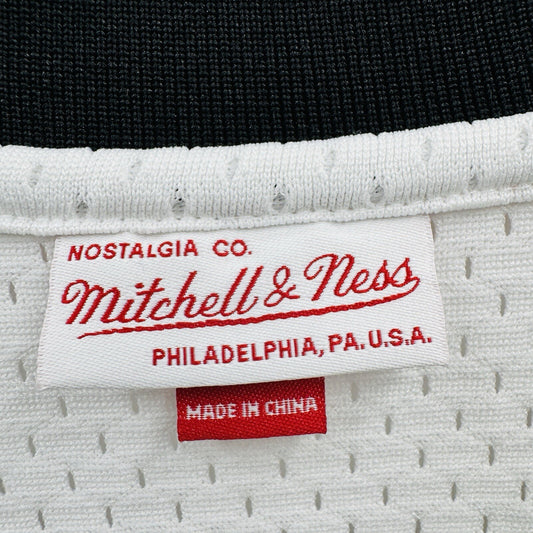 NOSTALGIA CO.
Mitchell & Ness
PHILADELPHIA, PA. U.S.A.
MADE IN CHINA